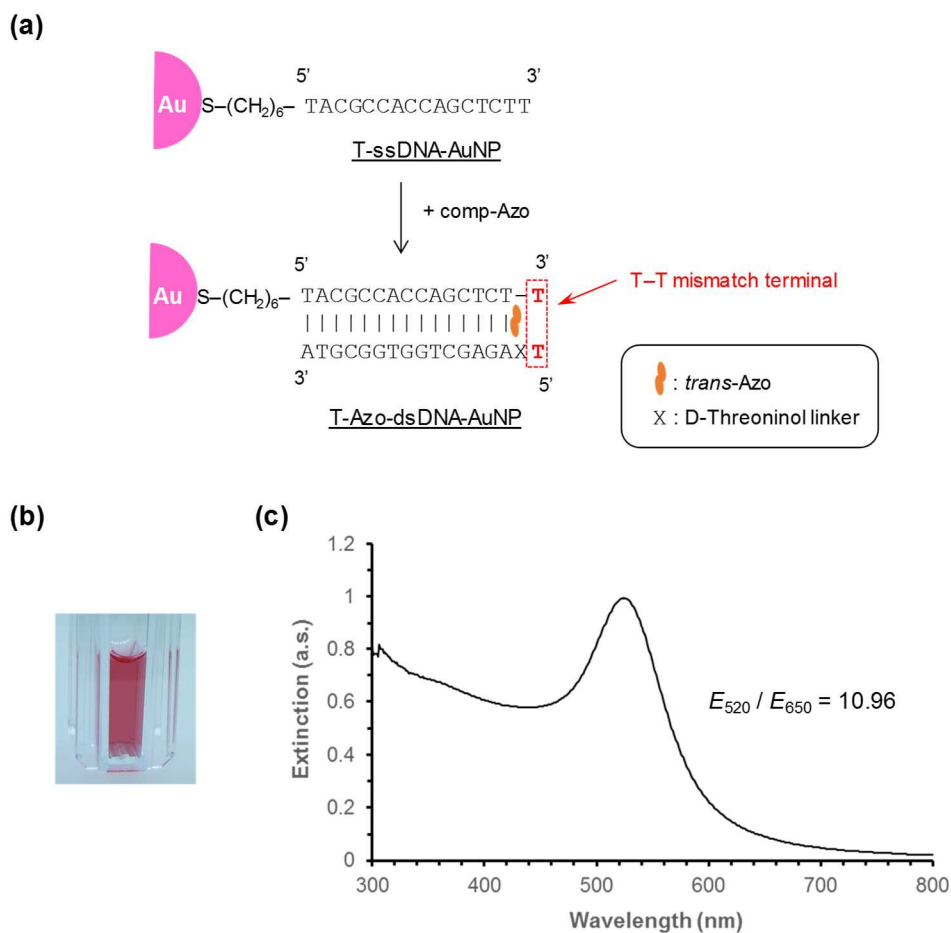 (a)
5’ 3’
Au S–(CH₂)₆– TACGCCACCAGCTCTT
T-ssDNA-AuNP
+ comp-Azo
5’ 3’
T–T mismatch terminal
Au S–(CH₂)₆– TACGCCACCAGCTCT–T
ATGCGGTGGTCGAGAXT
3’ 5’
T-Azo-dsDNA-AuNP
: trans-Azo
X : D-Threoninol linker
(b)
(c)
1.2
1
0.8
0.6
0.4
0.2
0
Extinction (a.s.)
E₅₂₀ / E₆₅₀ = 10.96
300 400 500 600 700 800
Wavelength (nm)